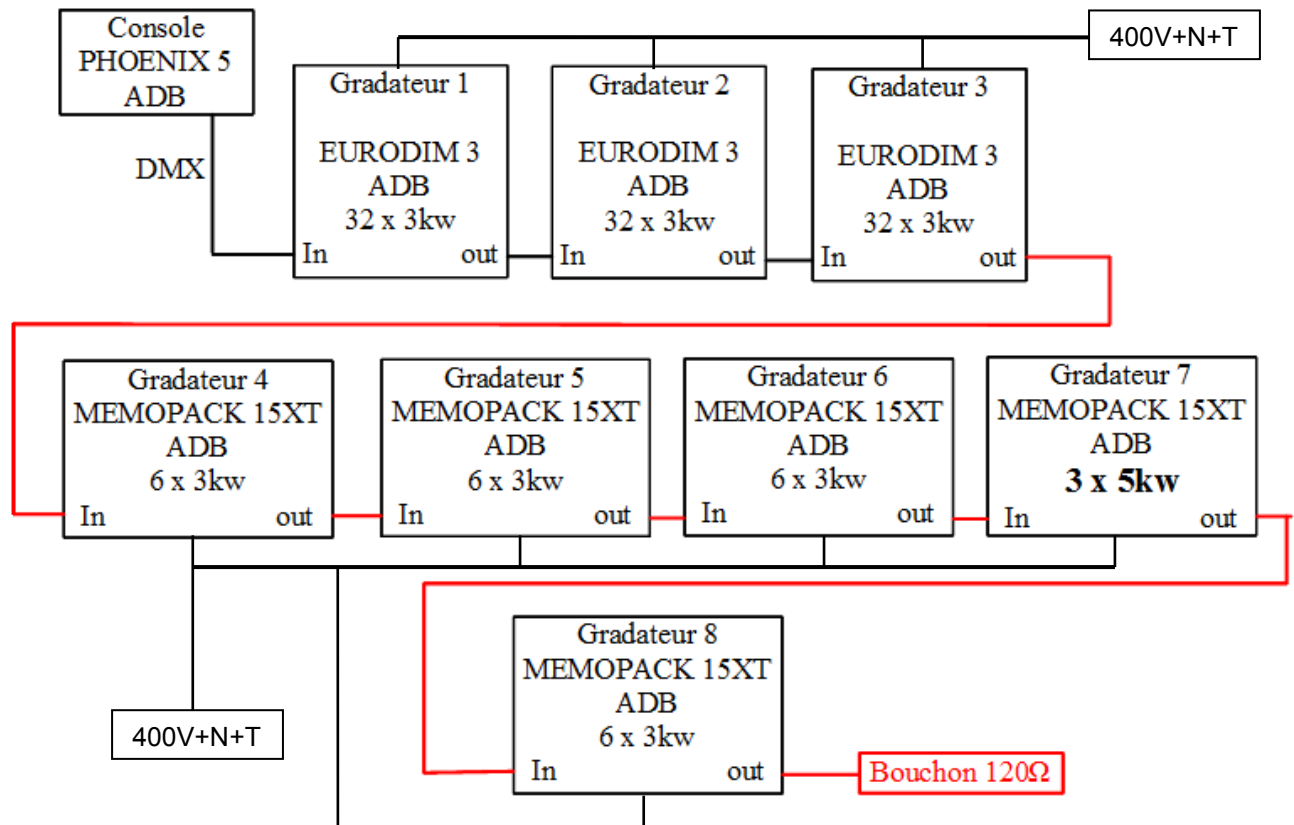 Console
PHOENIX 5
ADB
400V+N+T
DMX
Gradateur 1
EURODIM 3
ADB
32 x 3kw
In out
Gradateur 2
EURODIM 3
ADB
32 x 3kw
In out
Gradateur 3
EURODIM 3
ADB
32 x 3kw
In out
Gradateur 4
MEMOPACK 15XT
ADB
6 x 3kw
In out
Gradateur 5
MEMOPACK 15XT
ADB
6 x 3kw
In out
Gradateur 6
MEMOPACK 15XT
ADB
6 x 3kw
In out
Gradateur 7
MEMOPACK 15XT
ADB
3 x 5kw
In out
400V+N+T
Gradateur 8
MEMOPACK 15XT
ADB
6 x 3kw
In out
Bouchon 120Ω